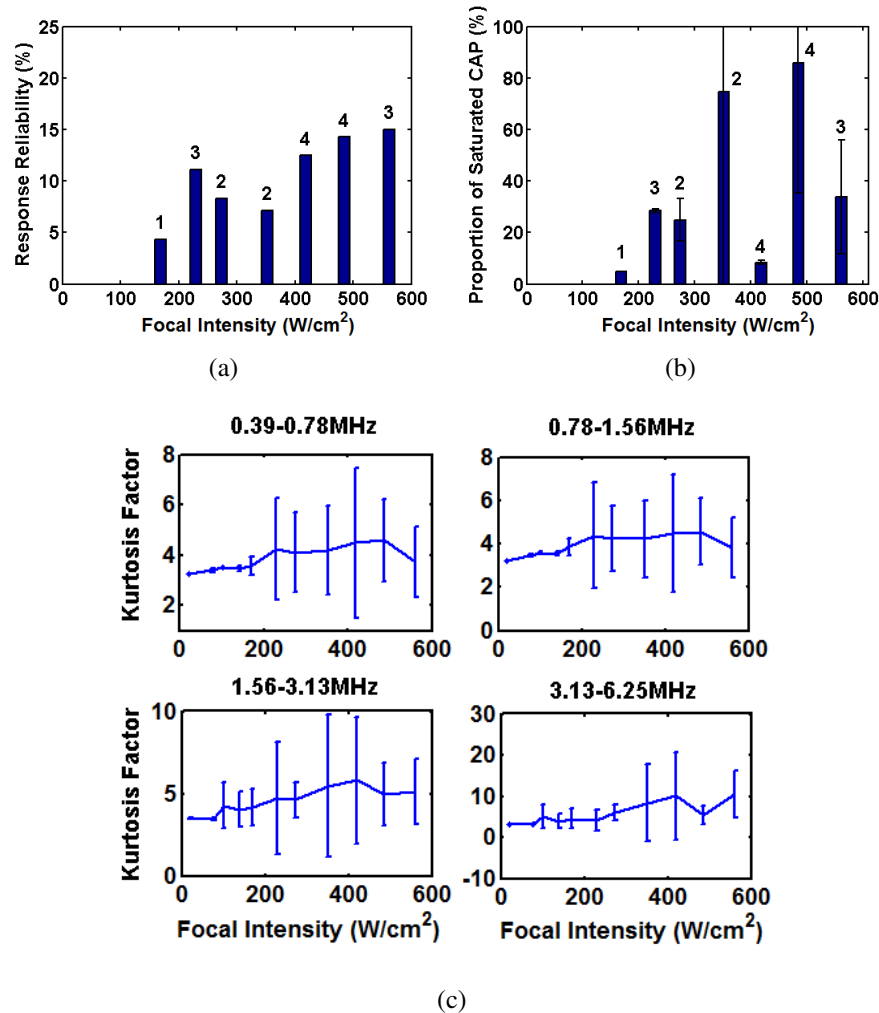 Response Reliability (%)
25
20
15
10
5
0
1
3
2
2
4
4
3
0 100 200 300 400 500 600
Focal Intensity (W/cm²)
(a)
Proportion of Saturated CAP (%)
100
80
60
40
20
0
1
3
2
2
4
4
3
0 100 200 300 400 500 600
Focal Intensity (W/cm²)
(b)
0.39-0.78MHz
Kurtosis Factor
8
6
4
2
0 200 400 600
0.78-1.56MHz
8
6
4
2
0
0 200 400 600
1.56-3.13MHz
Kurtosis Factor
10
5
0
0 200 400 600
Focal Intensity (W/cm²)
3.13-6.25MHz
30
20
10
0
-10
0 200 400 600
Focal Intensity (W/cm²)
(c)